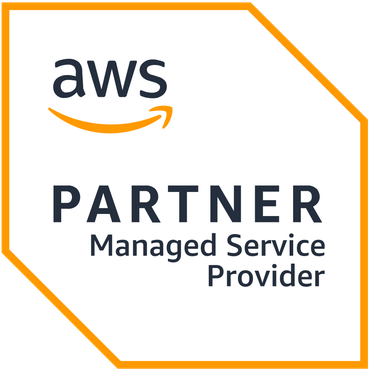 aws
PARTNER
Managed Service
Provider